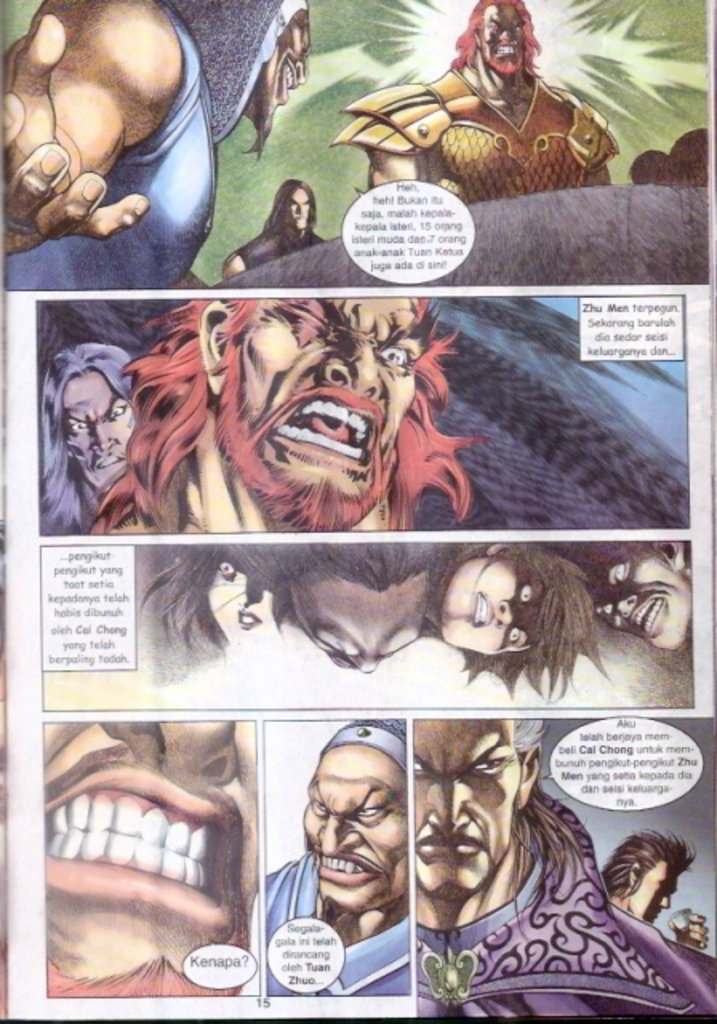 Heh,
heh! Bukan itu
saja, malah kepala-
kepala isteri, 15 orang
isteri muda dan 7 orang
anak-anak Tuan Ketua
juga ada di sini!
Zhu Men terpegun.
Sekarang barulah
dia sedar seisi
keluarganya dan...
...pengikut-
pengikut yang
taat setia
kepadanya telah
habis dibunuh
oleh Cai Chong
yang telah
berpaling tadah.
Kenapa?
Segala-
gala ini telah
dirancang
oleh Tuan
Zhuo...
Aku
telah berjaya mem-
beli Cai Chong untuk mem-
bunuh pengikut-pengikut Zhu
Men yang setia kepada dia
dan seisi keluarga-
nya.
15